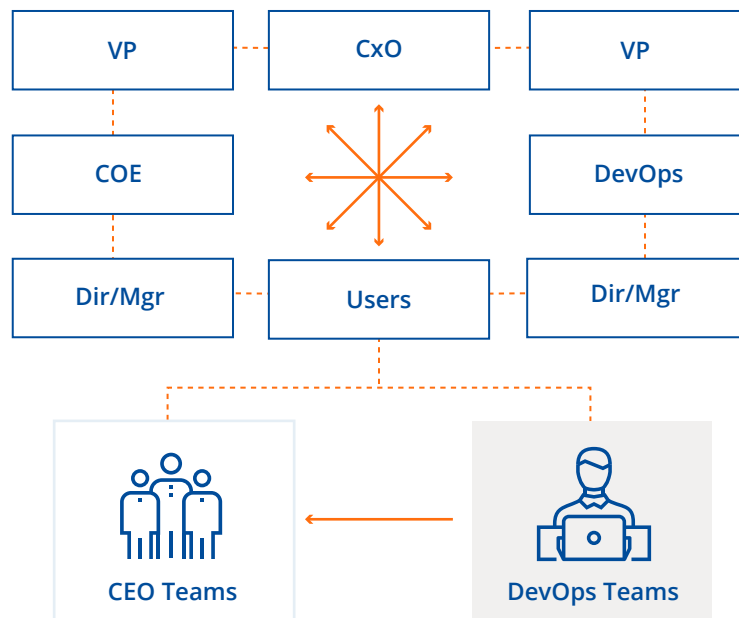 VP
CxO
VP
COE
DevOps
Dir/Mgr
Users
Dir/Mgr
CEO Teams
DevOps Teams